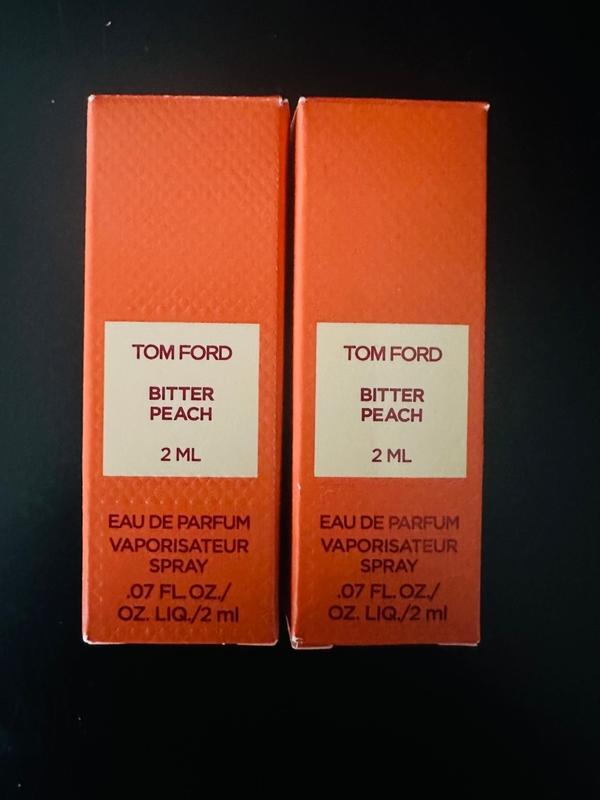 TOM FORD
BITTER
PEACH
2 ML
EAU DE PARFUM
VAPORISATEUR
SPRAY
.07 FL. OZ./
OZ. LIQ./2 ml
TOM FORD
BITTER
PEACH
2 ML
EAU DE PARFUM
VAPORISATEUR
SPRAY
.07 FL. OZ./
OZ. LIQ./2 ml